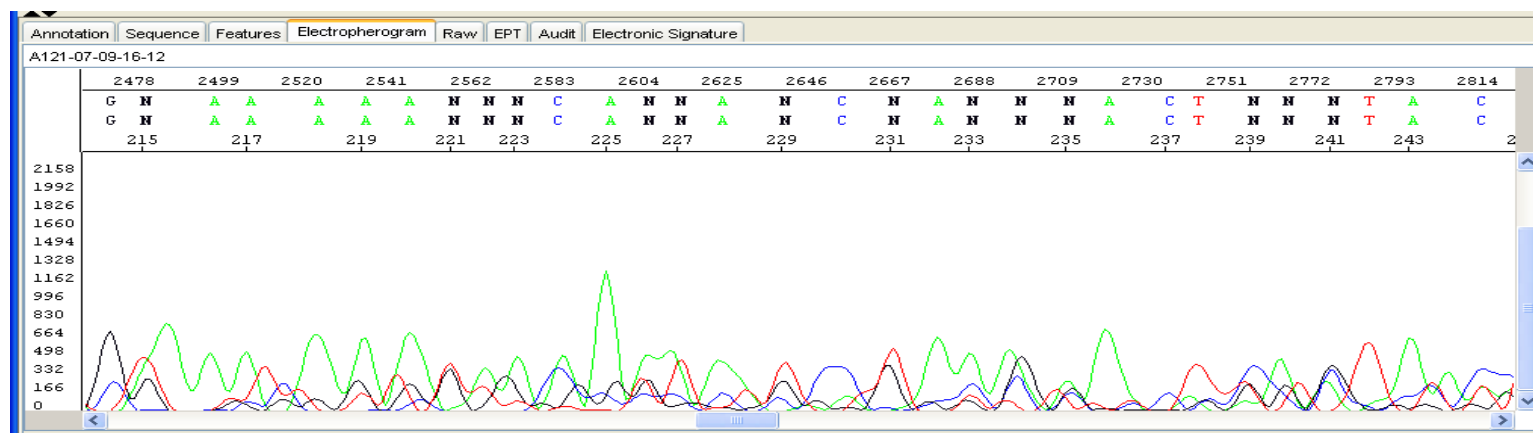 Annotation Sequence Features Electropherogram Raw EPT Audit Electronic Signature
A121-07-09-16-12
2478 2499 2520 2541 2562 2583 2604 2625 2646 2667 2688 2709 2730 2751 2772 2793 2814
G N A A A A A N N N C A N N A N C N A N N N A C T N N N T A C
G N A A A A A N N N C A N N A N C N A N N N A C T N N N T A C
215 217 219 221 223 225 227 229 231 233 235 237 239 241 243 2
2158
1992
1826
1660
1494
1328
1162
996
830
664
498
332
166
0